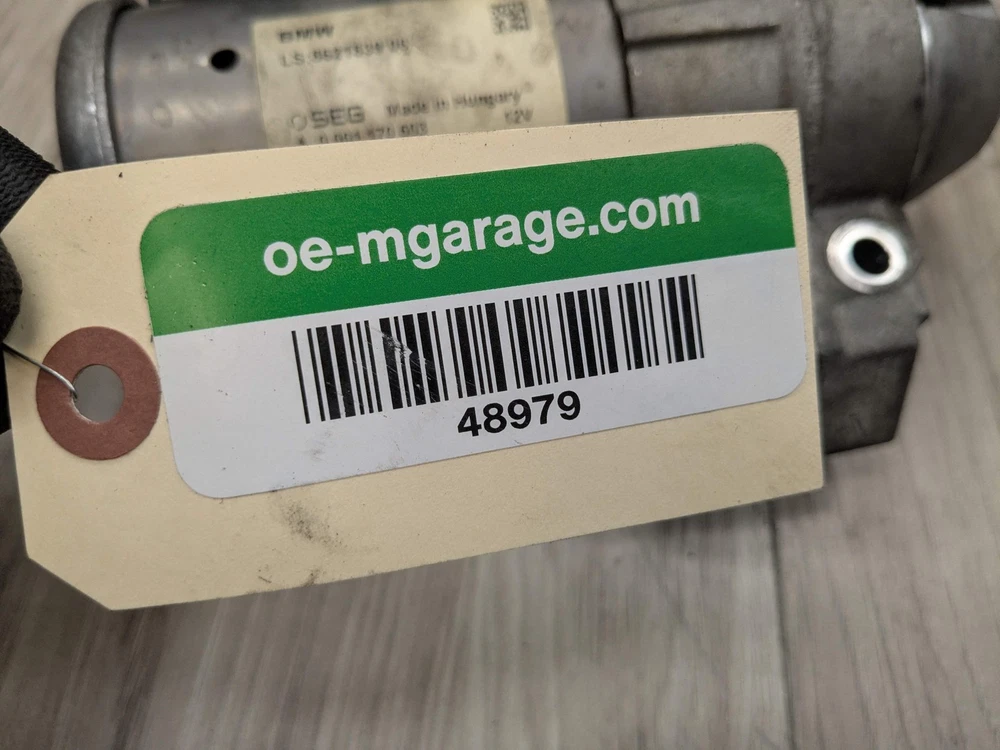 BMW
SEG Made in Hungary
12V
oe-mgarage.com
48979